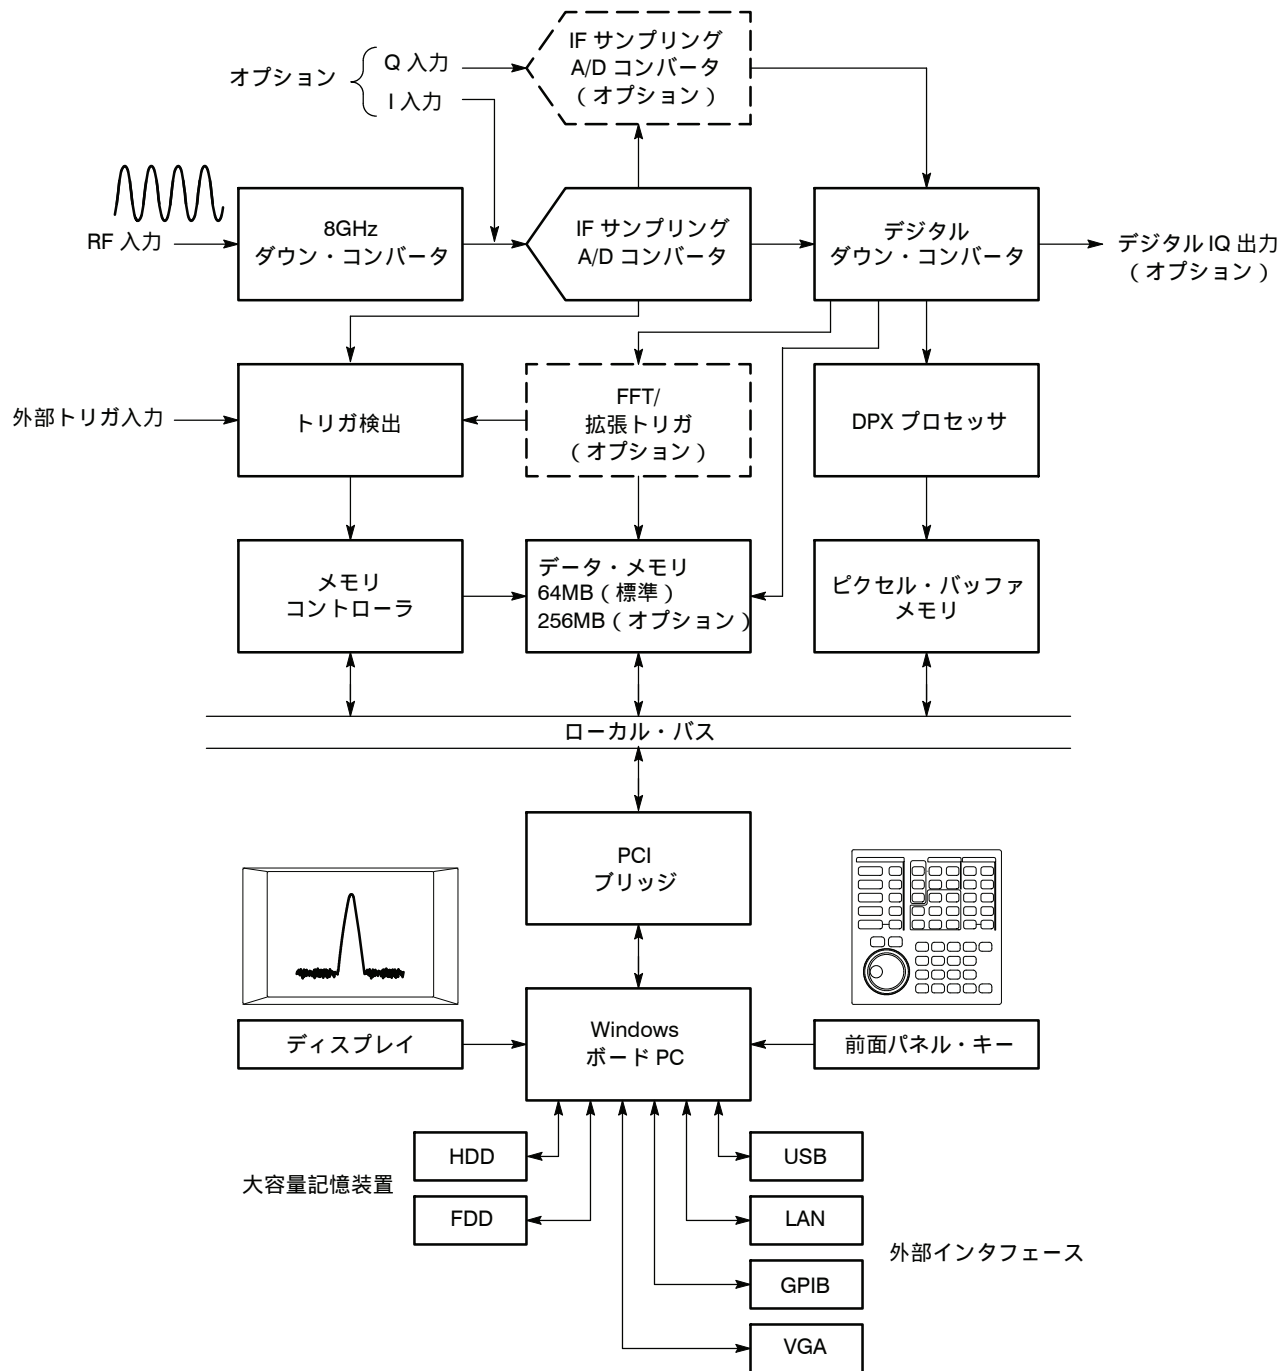 IF サンプリング
A/D コンバータ
（オプション）
オプション
Q 入力
I 入力
RF 入力
8GHz
ダウン・コンバータ
IF サンプリング
A/D コンバータ
デジタル
ダウン・コンバータ
デジタル IQ 出力
（オプション）
外部トリガ入力
トリガ検出
FFT/
拡張トリガ
（オプション）
DPX プロセッサ
メモリ
コントローラ
データ・メモリ
64MB（標準）
256MB（オプション）
ピクセル・バッファ
メモリ
ローカル・バス
PCI
ブリッジ
ディスプレイ
Windows
ボード PC
前面パネル・キー
大容量記憶装置
HDD
FDD
USB
LAN
GPIB
VGA
外部インタフェース